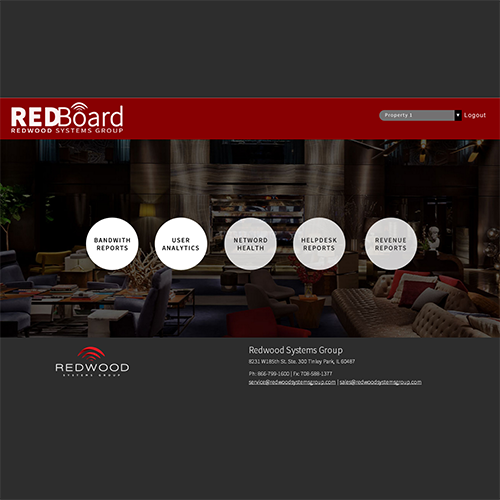 REDBoard
REDWOOD SYSTEMS GROUP
Property 1
Logout
BANDWITH
REPORTS
USER
ANALYTICS
NETWORD
HEALTH
HELPDESK
REPORTS
REVENUE
REPORTS
REDWOOD
SYSTEMS GROUP
Redwood Systems Group
8231 W185th St. Ste. 300 Tinley Park, IL 60487
Ph: 866-799-1600 | Fx: 708-588-1377
service@redwoodsystemsgroup.com | sales@redwoodsystemsgroup.com